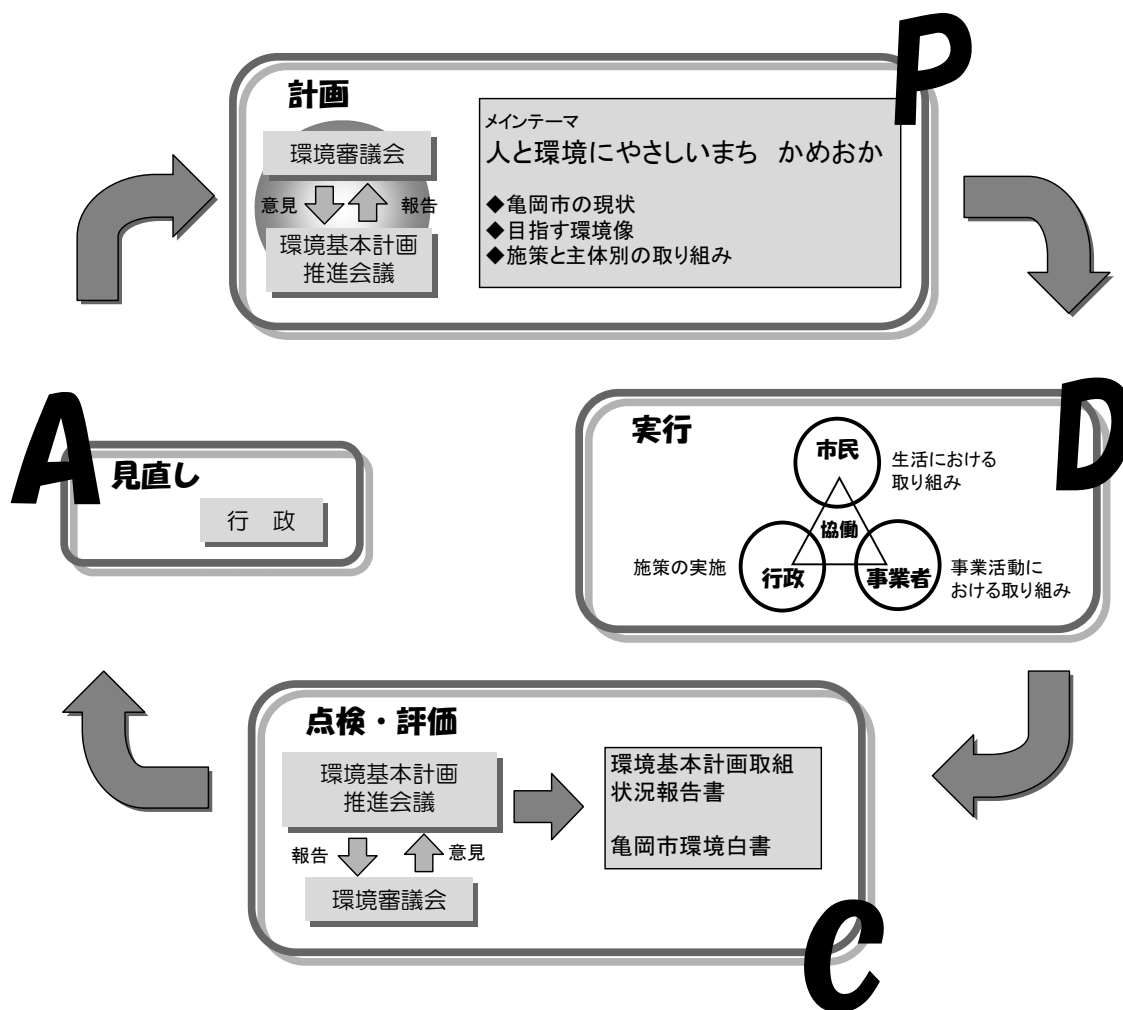 P
計画
環境審議会
意見
報告
環境基本計画
推進会議
メインテーマ
人と環境にやさしいまち　かめおか
◆亀岡市の現状
◆目指す環境像
◆施策と主体別の取り組み
D
実行
市民
生活における
取り組み
協働
施策の実施
行政
事業者
事業活動に
おける取り組み
C
点検・評価
環境基本計画
推進会議
報告
意見
環境審議会
環境基本計画取組
状況報告書
亀岡市環境白書
A
見直し
行　政